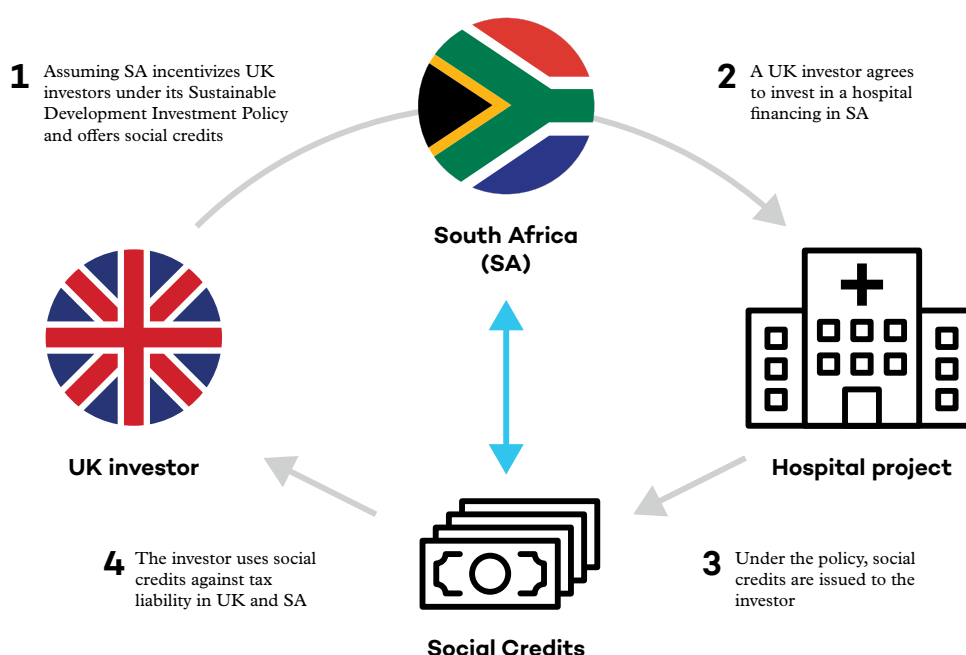 1 Assuming SA incentivizes UK
investors under its Sustainable
Development Investment Policy
and offers social credits
2 A UK investor agrees
to invest in a hospital
financing in SA
South Africa
(SA)
UK investor
Hospital project
4 The investor uses social
credits against tax
liability in UK and SA
3 Under the policy, social
credits are issued to the
investor
Social Credits